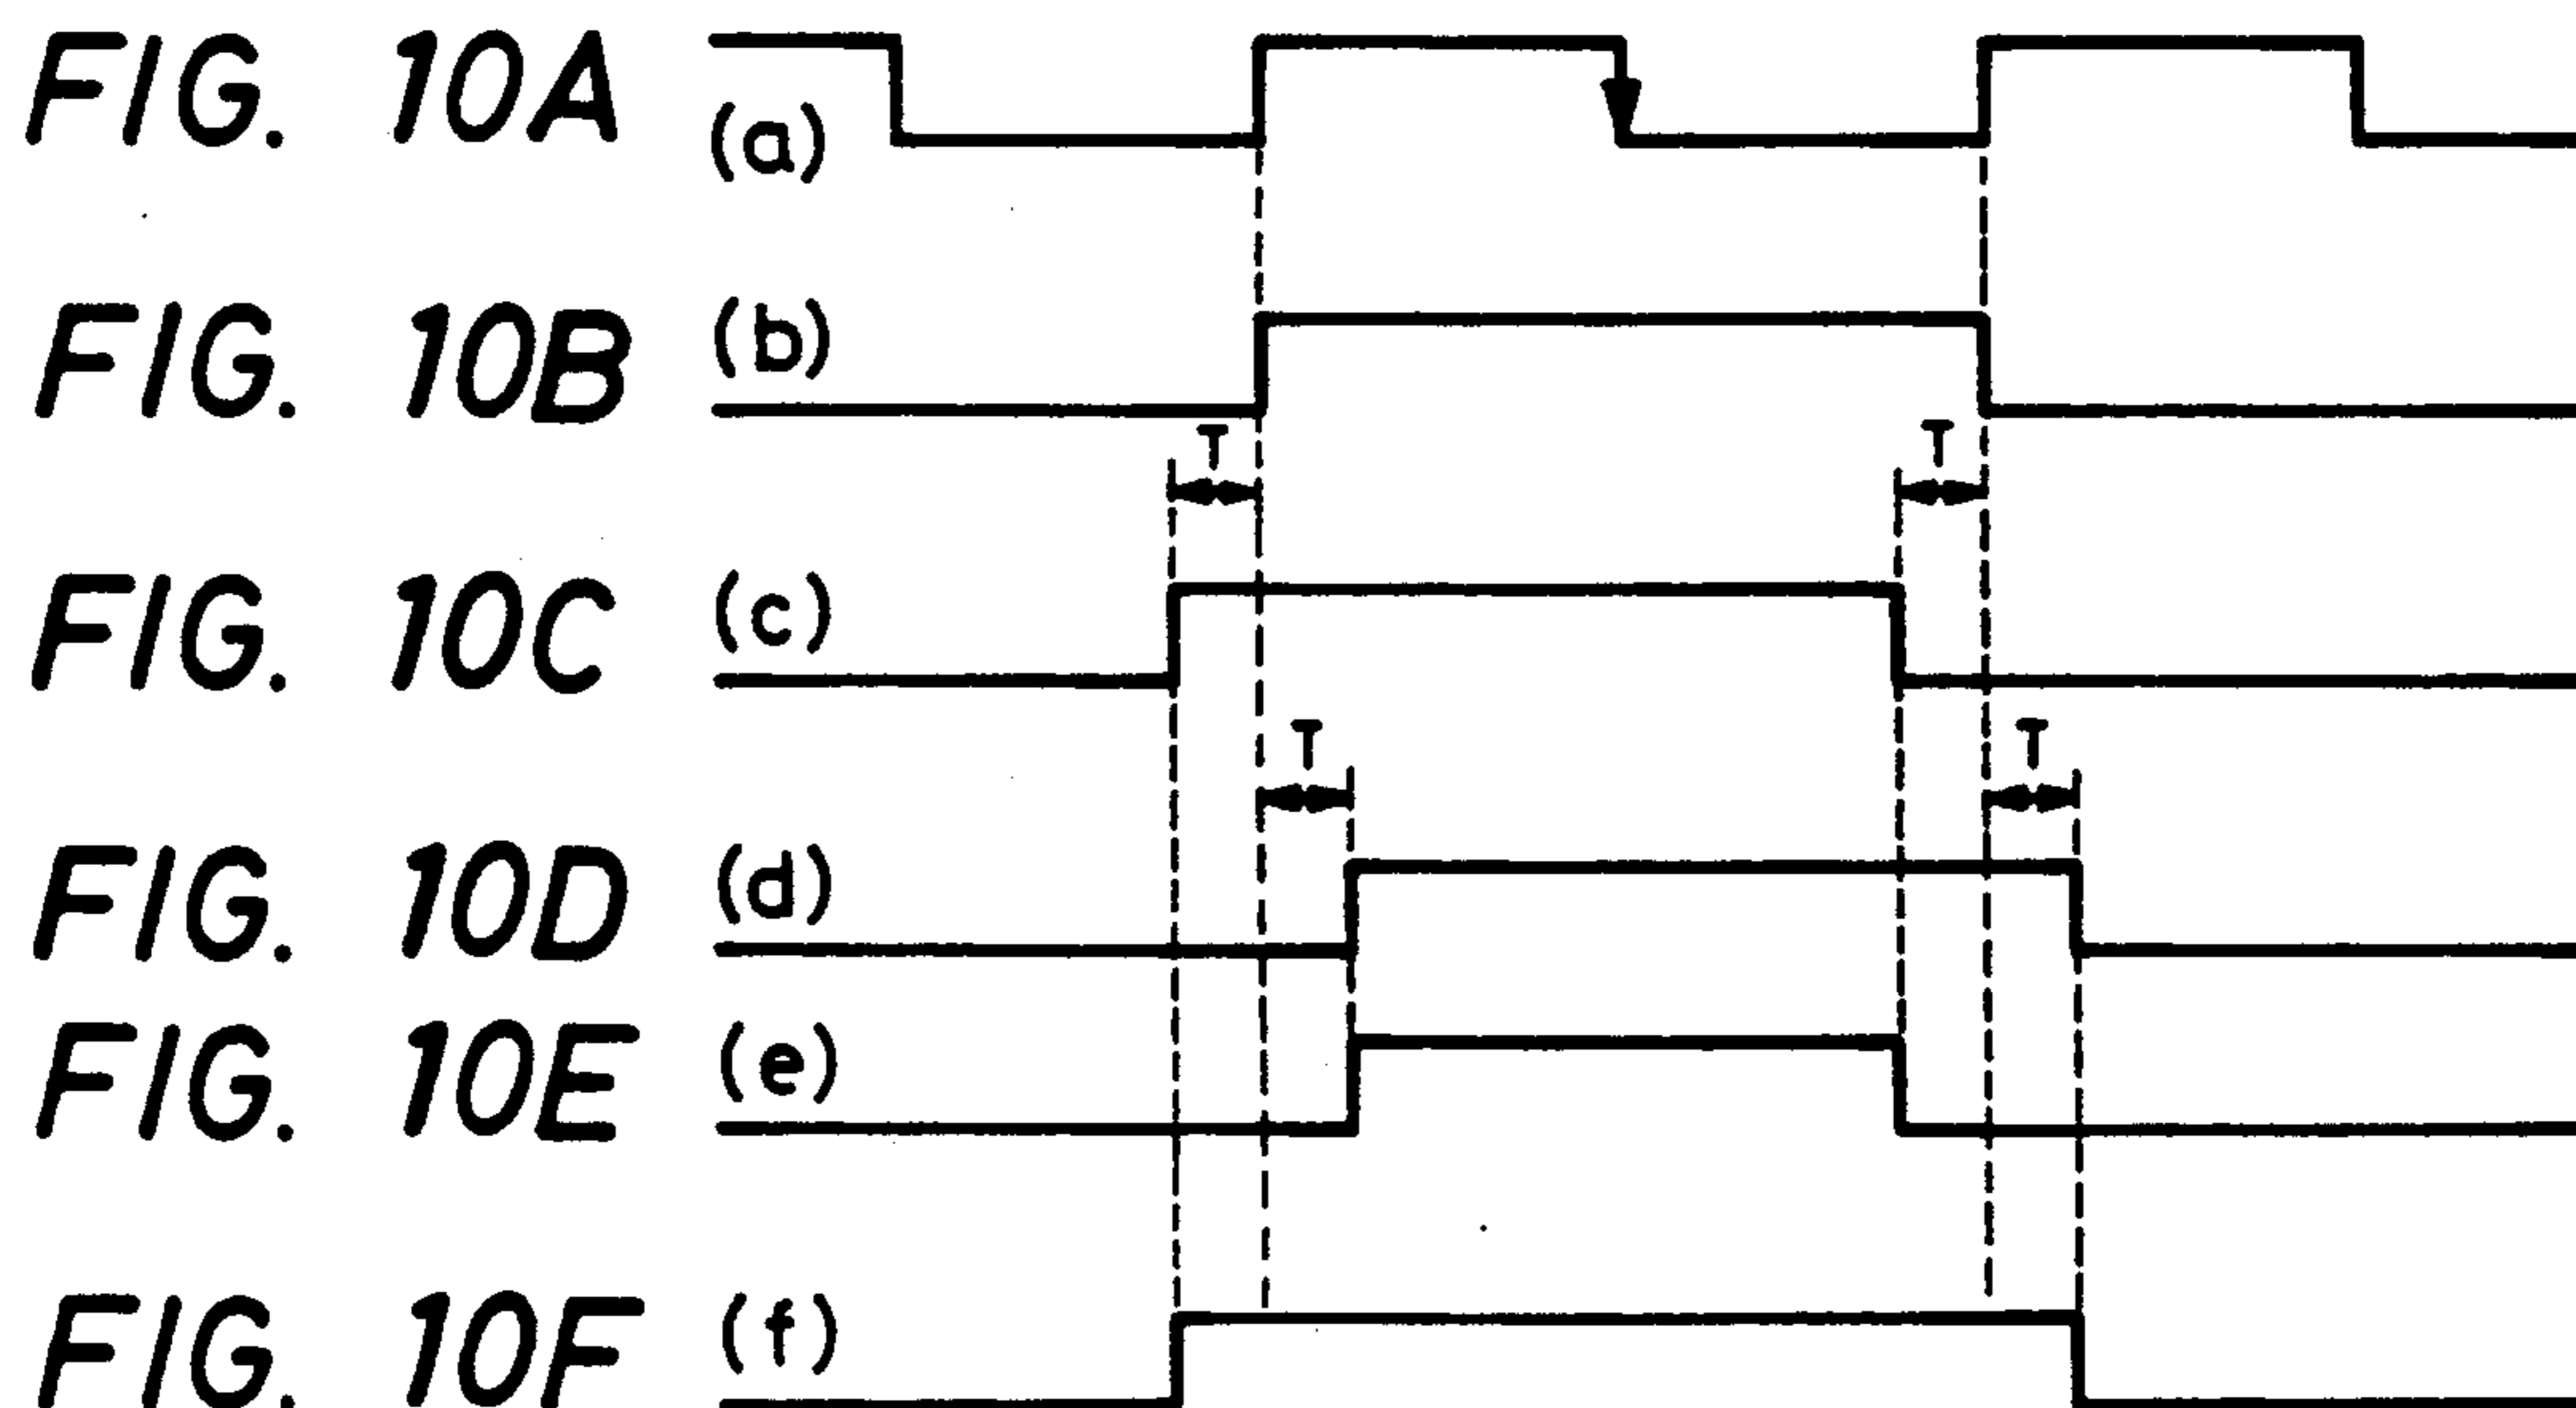 FIG. 10A (a)
FIG. 10B (b)
T T
FIG. 10C (c)
T T
FIG. 10D (d)
FIG. 10E (e)
FIG. 10F (f)